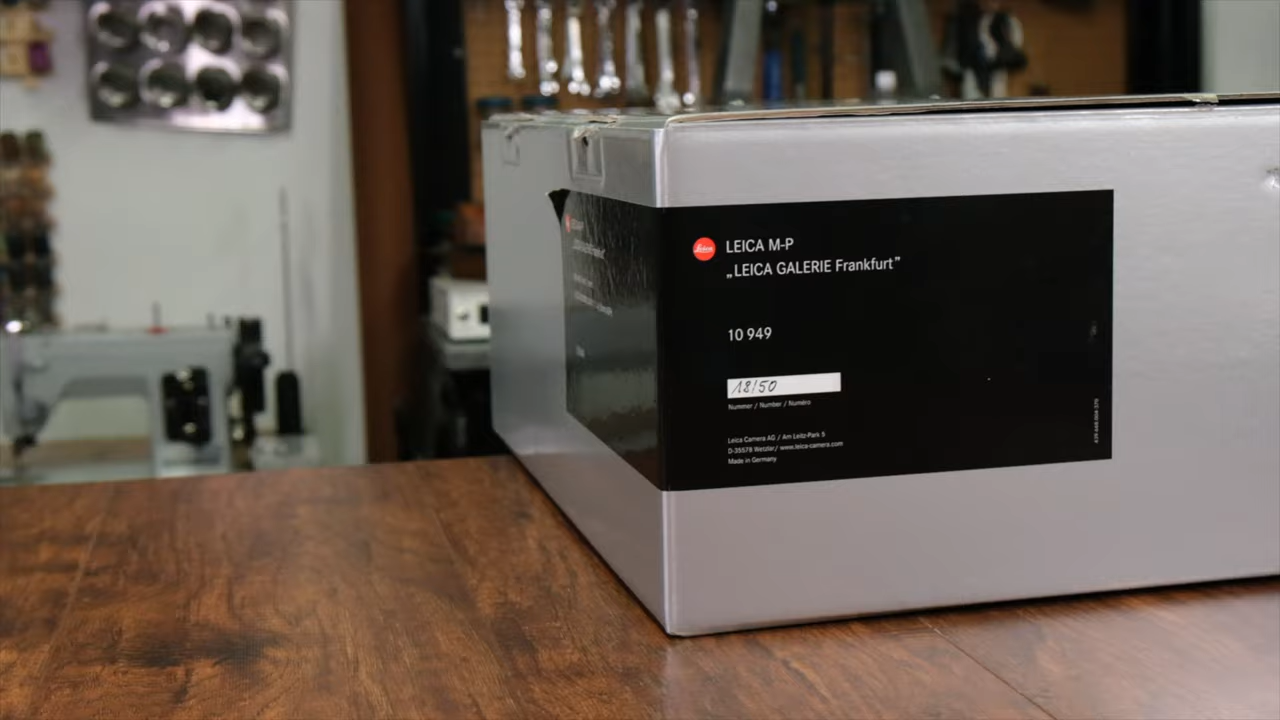 Leica
LEICA M-P
„LEICA GALERIE Frankfurt”
10 949
18/50
Nummer / Number / Numéro
Leica Camera AG / Am Leitz-Park 5
D-35578 Wetzlar / www.leica-camera.com
Made in Germany